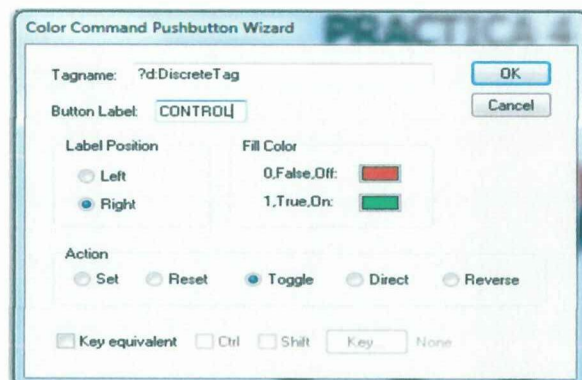 PRACTICA 4
Color Command Pushbutton Wizard
Tagname: ?d:DiscreteTag
OK
Button Label: CONTROL
Cancel
Label Position
Left
Right
Fill Color
0,False,Off:
1,True,On:
Action
Set Reset Toggle Direct Reverse
Key equivalent Ctrl Shift Key... None